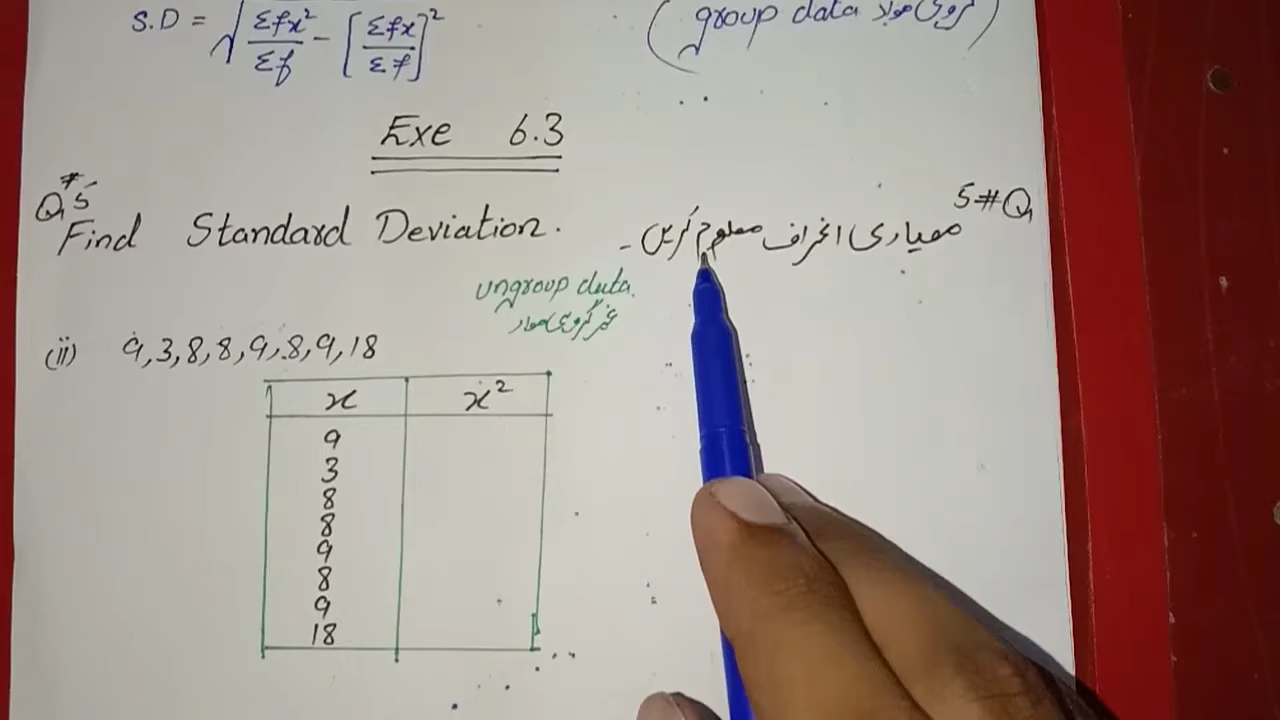 S.D = √ Σfx²/Σf − [Σfx/Σf]²
(group data گروہی مواد)
Exe 6.3
Q#5
Find Standard Deviation.
Q#5
معیاری انحراف معلوم کریں -
ungroup data
غیر گروہی مواد
(ii) 9,3,8,8,9,8,9,18
x x²
9
3
8
8
9
8
9
18